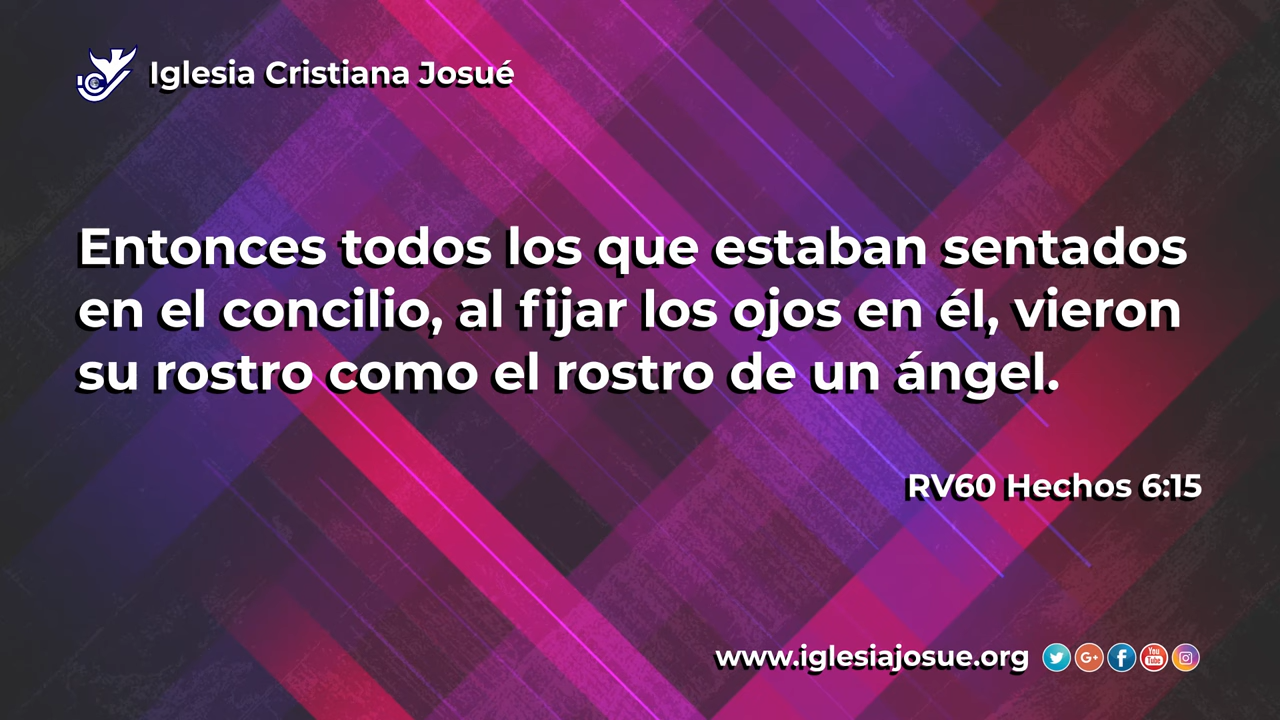 Iglesia Cristiana Josué
Entonces todos los que estaban sentados
en el concilio, al fijar los ojos en él, vieron
su rostro como el rostro de un ángel.
RV60 Hechos 6:15
www.iglesiajosue.org